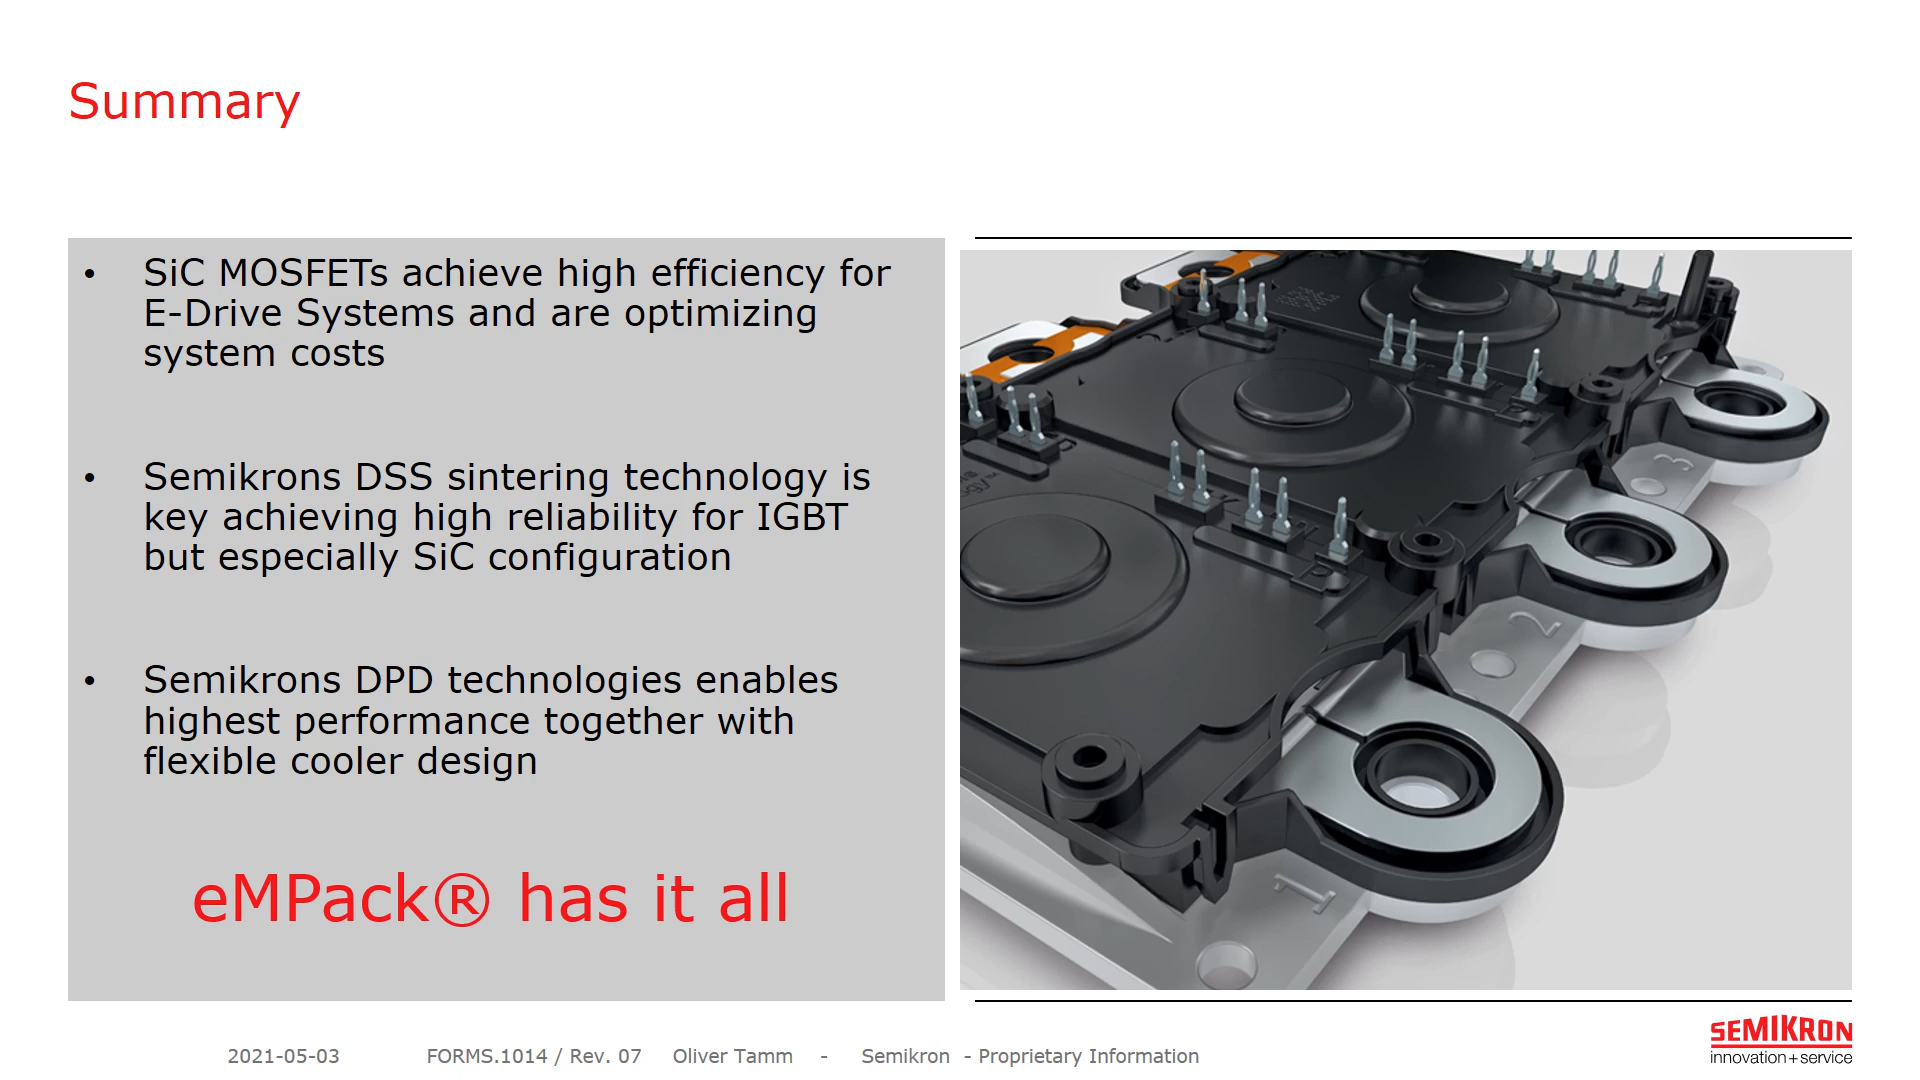 Summary
• SiC MOSFETs achieve high efficiency for
E-Drive Systems and are optimizing
system costs
• Semikrons DSS sintering technology is
key achieving high reliability for IGBT
but especially SiC configuration
• Semikrons DPD technologies enables
highest performance together with
flexible cooler design
eMPack® has it all
3
2
1
2021-05-03 FORMS.1014 / Rev. 07 Oliver Tamm - Semikron - Proprietary Information
SEMIKRON
innovation+service